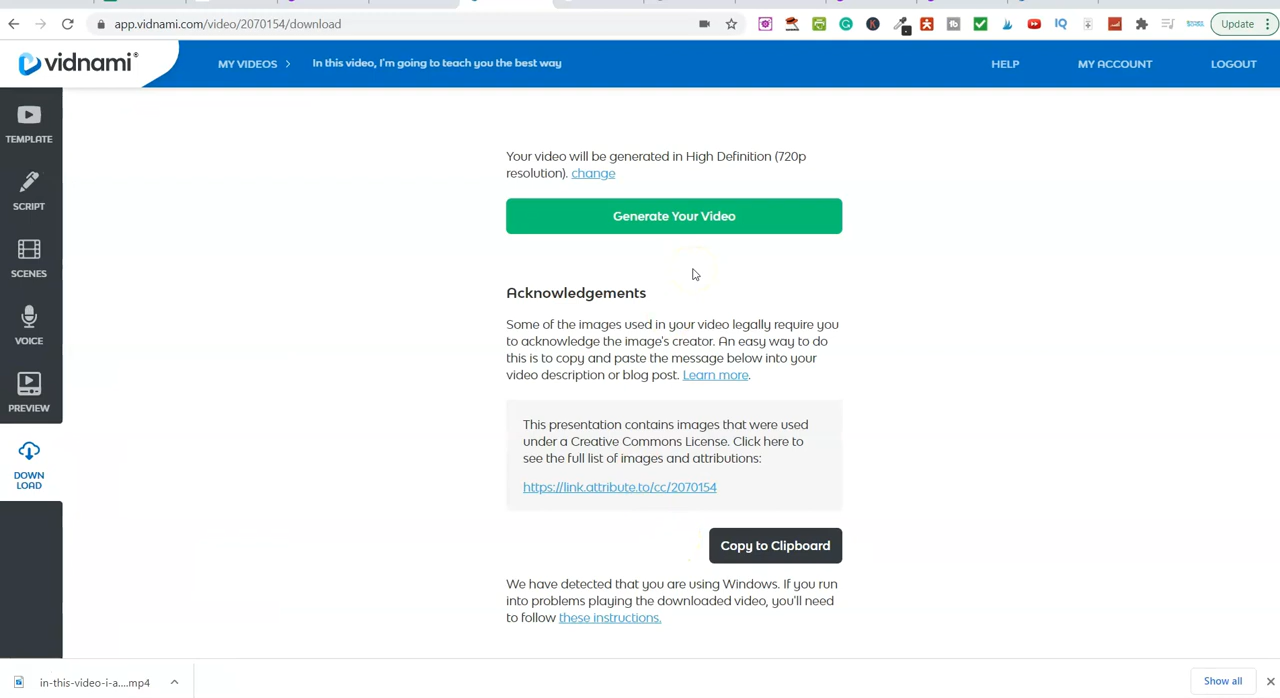 app.vidnami.com/video/2070154/download
Update
vidnami®
MY VIDEOS
In this video, I'm going to teach you the best way
HELP
MY ACCOUNT
LOGOUT
TEMPLATE
SCRIPT
SCENES
VOICE
PREVIEW
DOWN
LOAD
Your video will be generated in High Definition (720p
resolution). change
Generate Your Video
Acknowledgements
Some of the images used in your video legally require you
to acknowledge the image's creator. An easy way to do
this is to copy and paste the message below into your
video description or blog post. Learn more.
This presentation contains images that were used
under a Creative Commons License. Click here to
see the full list of images and attributions:
https://link.attribute.to/cc/2070154
Copy to Clipboard
We have detected that you are using Windows. If you run
into problems playing the downloaded video, you'll need
to follow these instructions.
in-this-video-i-a....mp4
Show all